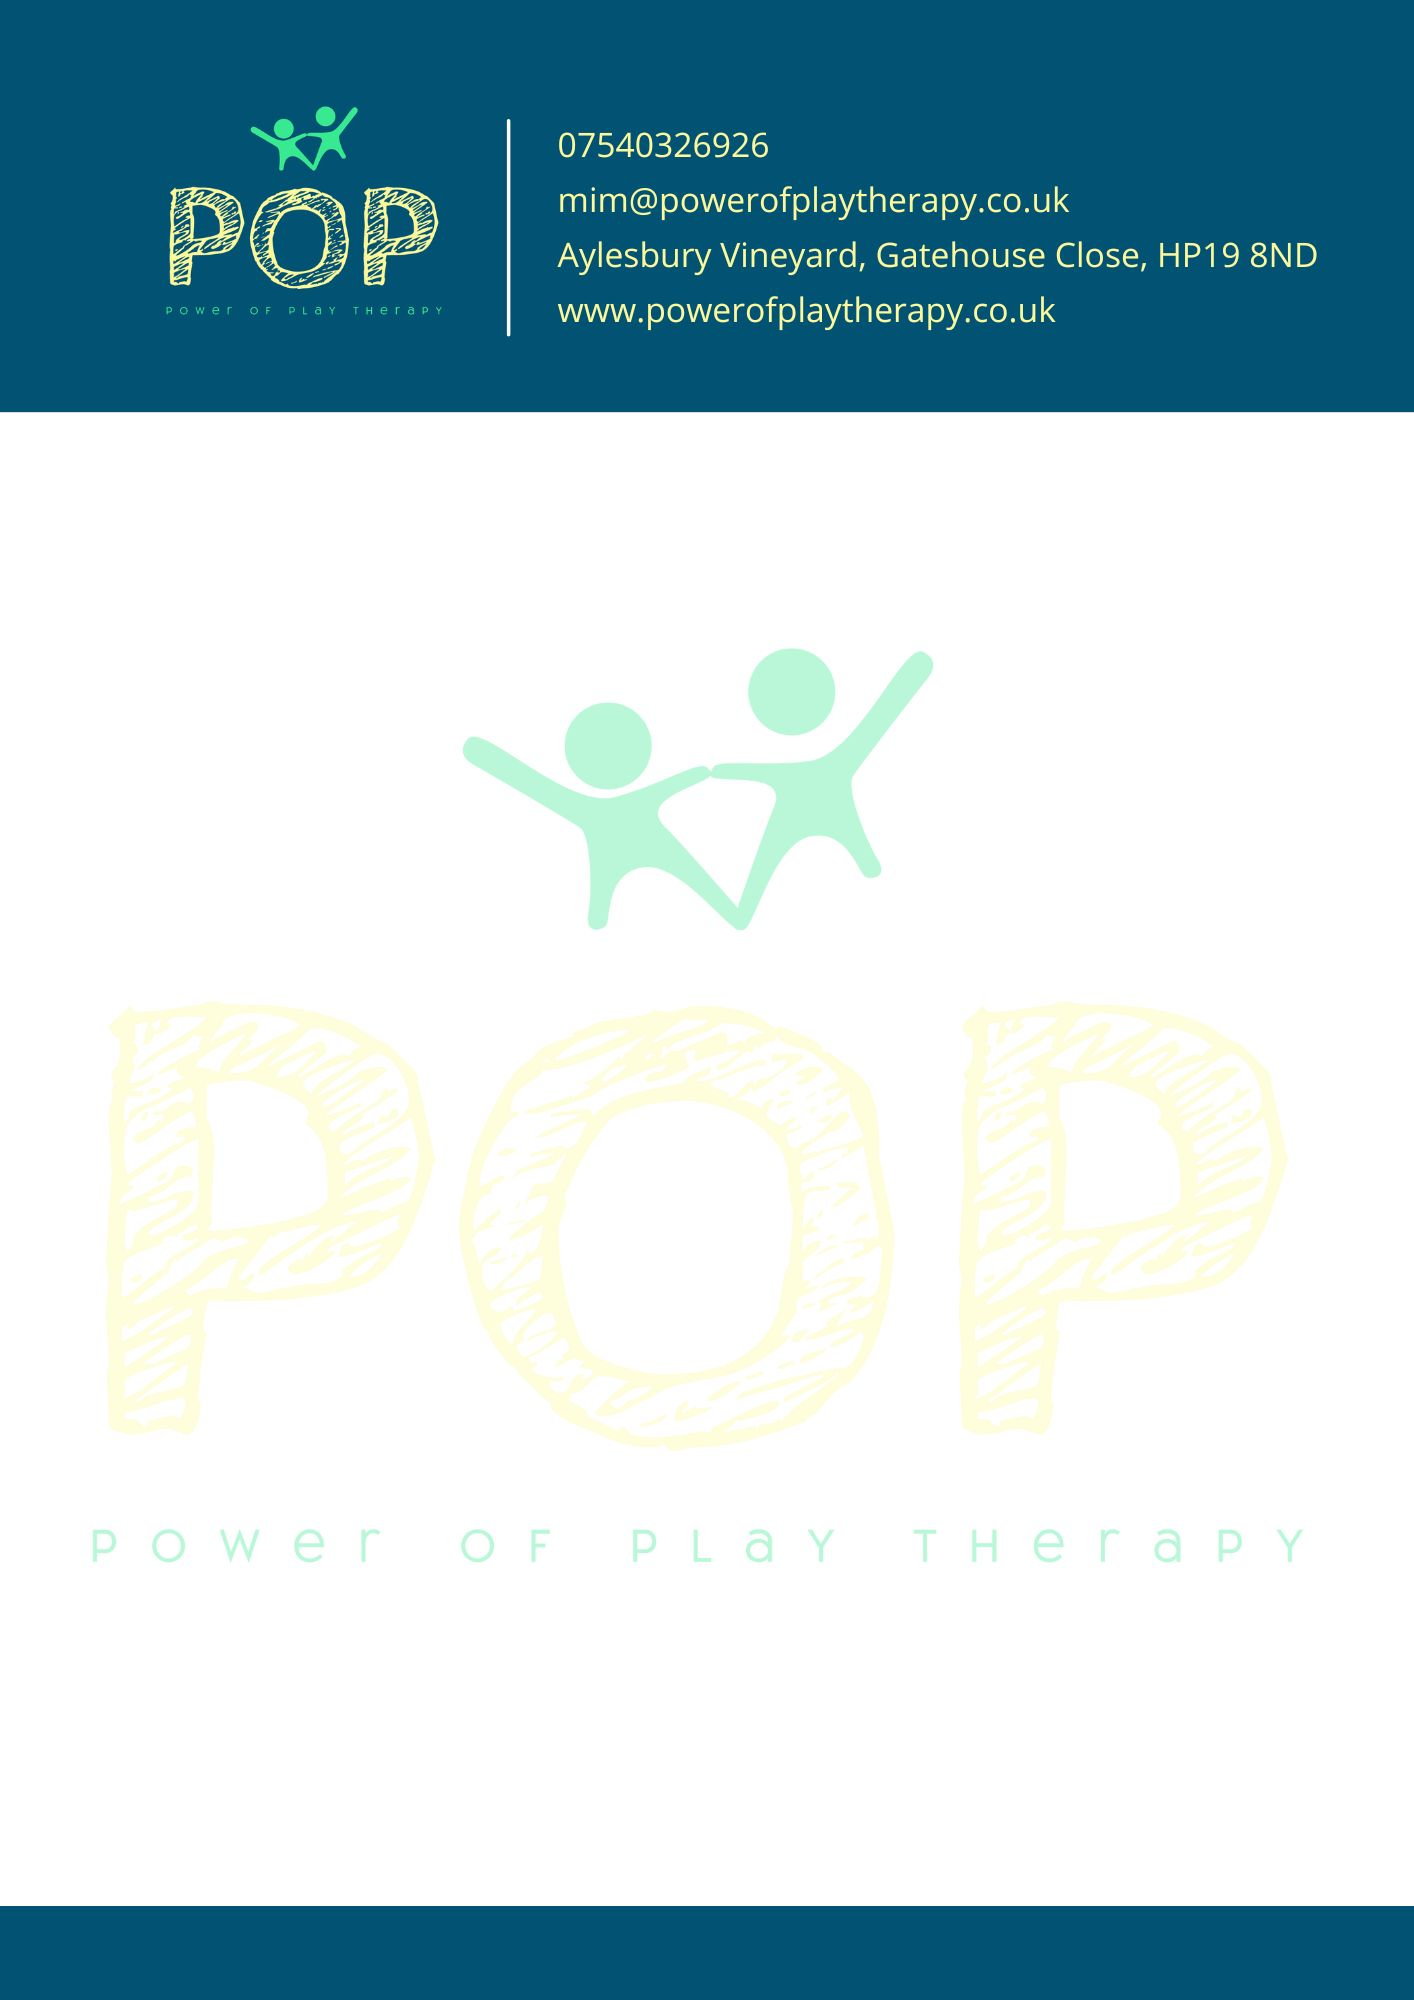 POP
Power OF PLay THeraPY
07540326926
mim@powerofplaytherapy.co.uk
Aylesbury Vineyard, Gatehouse Close, HP19 8ND
www.powerofplaytherapy.co.uk
POP
Power OF PLay THeraPY